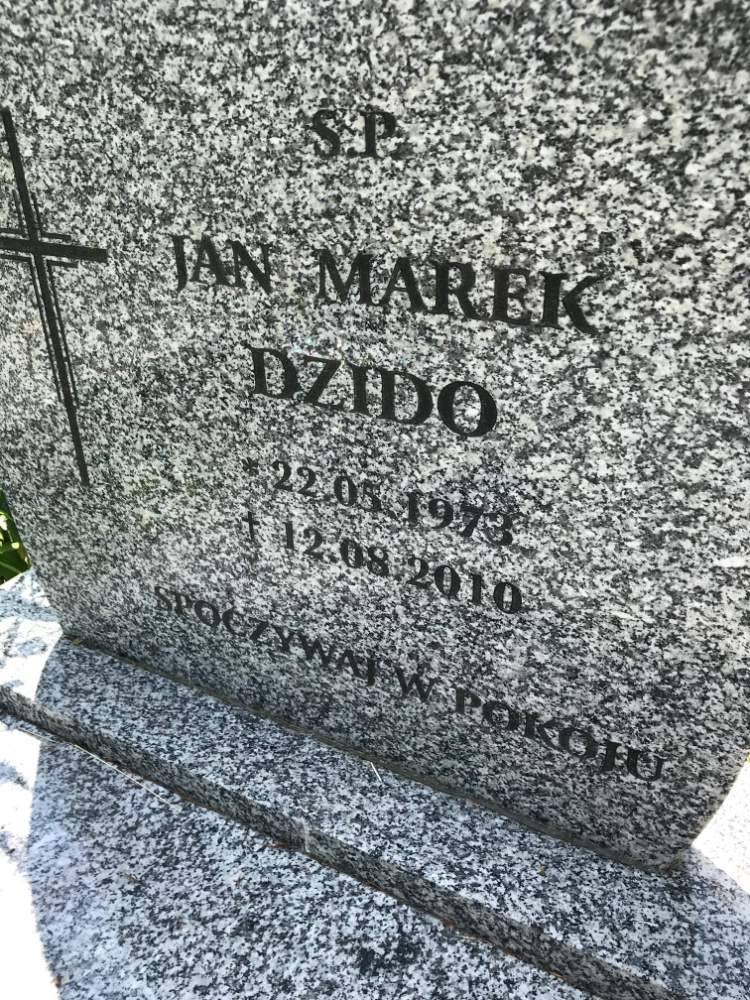 S.P.
JAN MAREK
DZIDO
* 22.05.1973
† 12.08.2010
SPOCZYWAJ W POKOJU